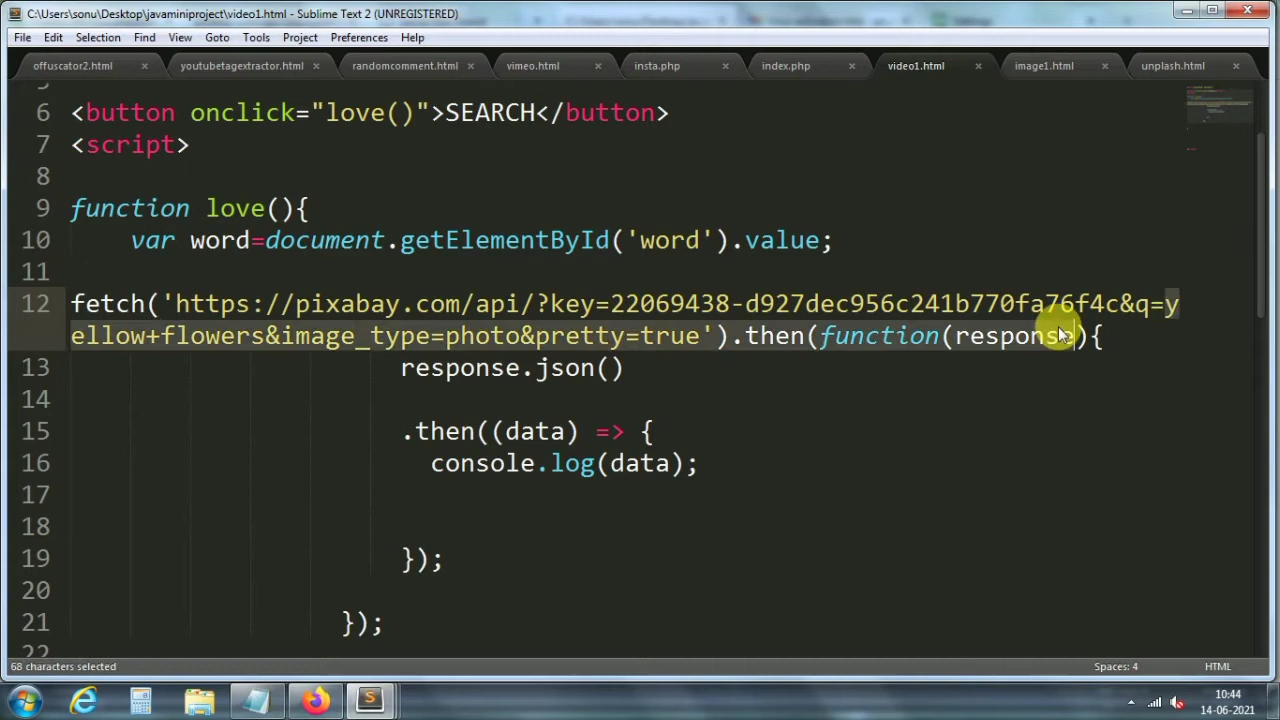 C:\Users\sonu\Desktop\javaminiproject\video1.html - Sublime Text 2 (UNREGISTERED)
File Edit Selection Find View Goto Tools Project Preferences Help
offuscator2.html youtubetagextractor.html randomcomment.html vimeo.html insta.php index.php video1.html image1.html unplash.html
6 <button onclick="love()">SEARCH</button>
7 <script>
8
9 function love(){
10 var word=document.getElementById('word').value;
11
12 fetch('https://pixabay.com/api/?key=22069438-d927dec956c241b770fa76f4c&q=y
ellow+flowers&image_type=photo&pretty=true').then(function(response){
13 response.json()
14
15 .then((data) => {
16 console.log(data);
17
18
19 });
20
21 });
22
68 characters selected Spaces: 4 HTML
10:44
14-06-2021